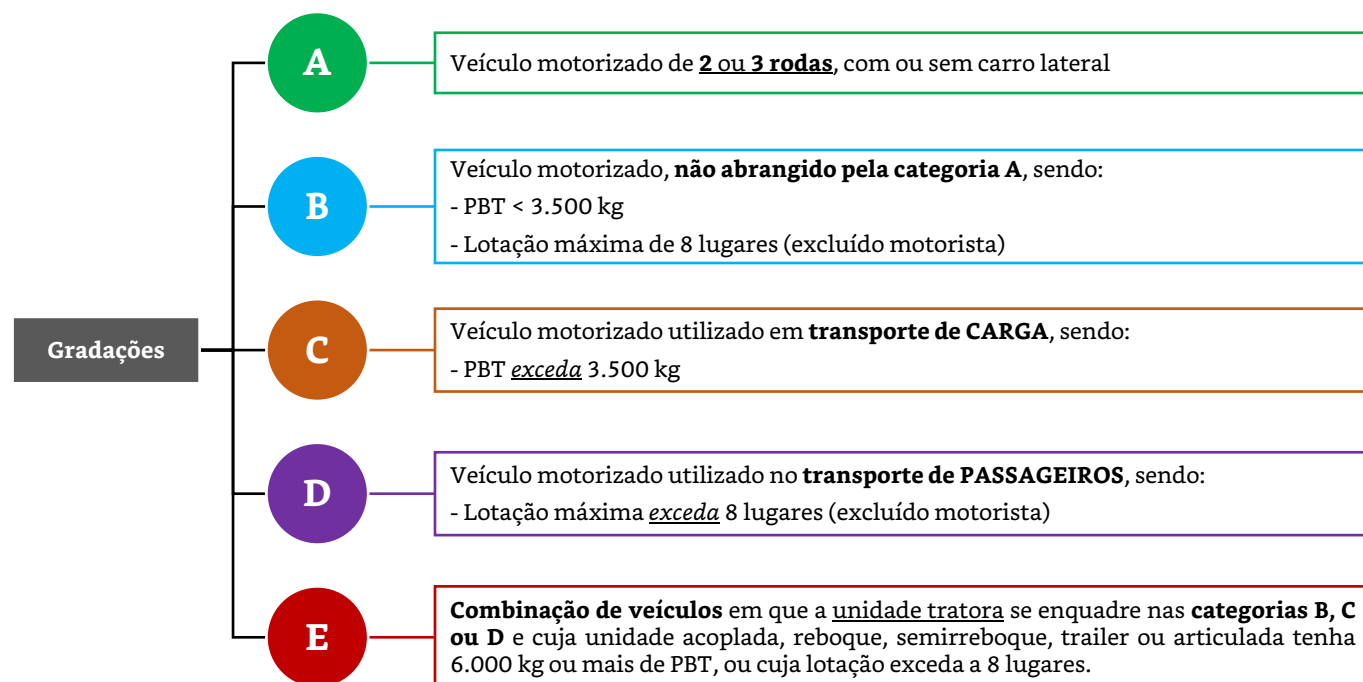 Gradações
A
Veículo motorizado de 2 ou 3 rodas, com ou sem carro lateral
B
Veículo motorizado, não abrangido pela categoria A, sendo:
- PBT < 3.500 kg
- Lotação máxima de 8 lugares (excluído motorista)
C
Veículo motorizado utilizado em transporte de CARGA, sendo:
- PBT exceda 3.500 kg
D
Veículo motorizado utilizado no transporte de PASSAGEIROS, sendo:
- Lotação máxima exceda 8 lugares (excluído motorista)
E
Combinação de veículos em que a unidade tratora se enquadre nas categorias B, C
ou D e cuja unidade acoplada, reboque, semirreboque, trailer ou articulada tenha
6.000 kg ou mais de PBT, ou cuja lotação exceda a 8 lugares.